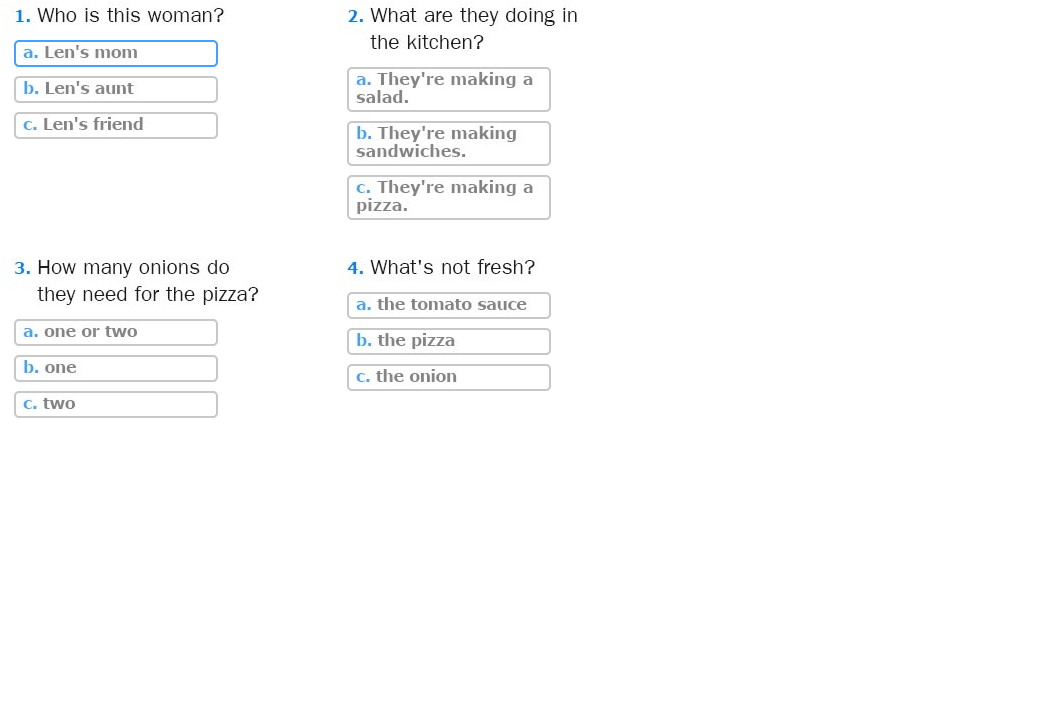 1. Who is this woman?
a. Len's mom
b. Len's aunt
c. Len's friend
2. What are they doing in
the kitchen?
a. They're making a
salad.
b. They're making
sandwiches.
c. They're making a
pizza.
3. How many onions do
they need for the pizza?
a. one or two
b. one
c. two
4. What's not fresh?
a. the tomato sauce
b. the pizza
c. the onion